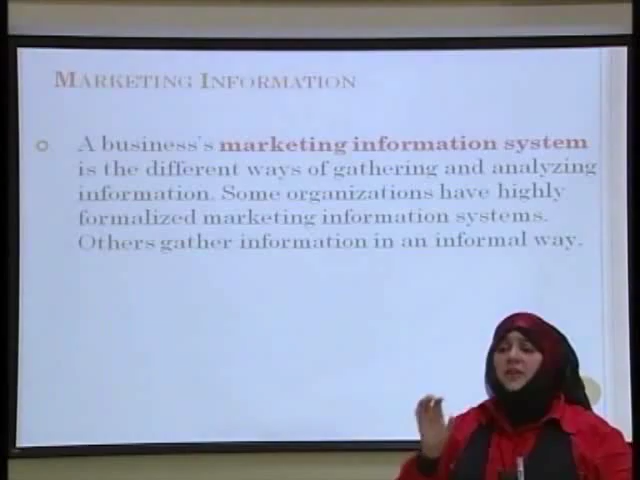 MARKETING INFORMATION
A business's marketing information system
is the different ways of gathering and analyzing
information. Some organizations have highly
formalized marketing information systems.
Others gather information in an informal way.